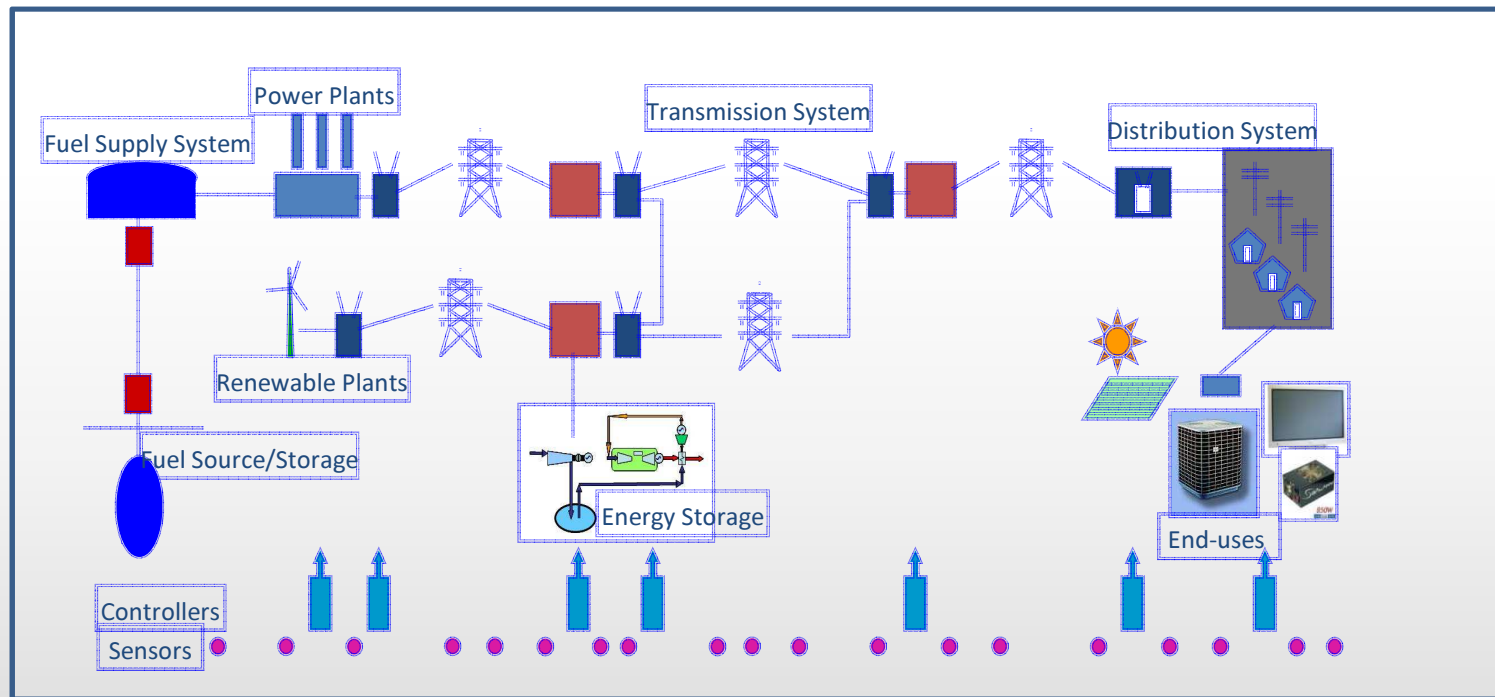 Power Plants
Transmission System
Fuel Supply System
Distribution System
Renewable Plants
Fuel Source/Storage
Energy Storage
850W
End-uses
Controllers
Sensors